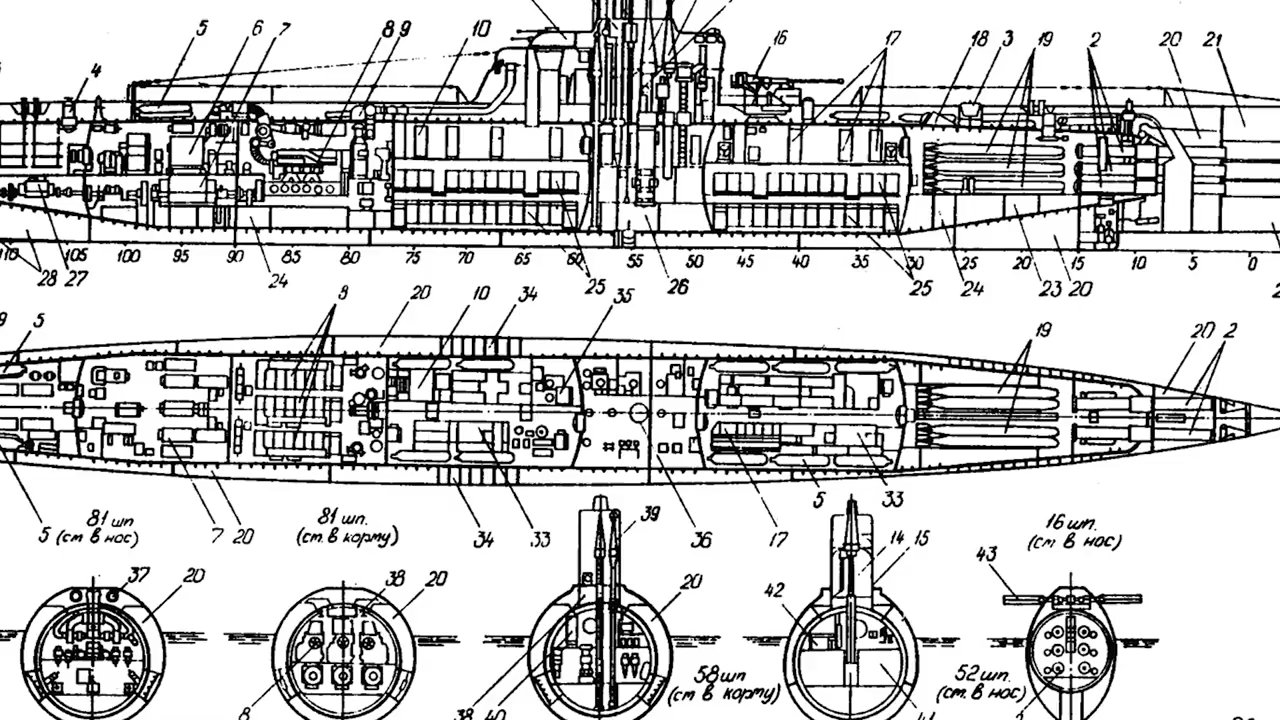 5 6 7 8 9 10 16 17 18 3 19 2 20 21
4
110 105 100 95 90 85 80 75 70 65 60 55 50 45 40 35 30 25 20 15 10 5 0
28 27 24 25 26 25 24 23 20
5 8 20 10 34 35 19 20 2
5 81 шп (ст. в нос) 7 20 81 шп. (ст. в корму) 34 33 39 36 17 14 5 15 33 16 шп. (ст. в нос)
43
37 20 38 20 20 42
58 шп (ст. в корму) 52 шп. (ст. в нос)
8 38 40 41 2